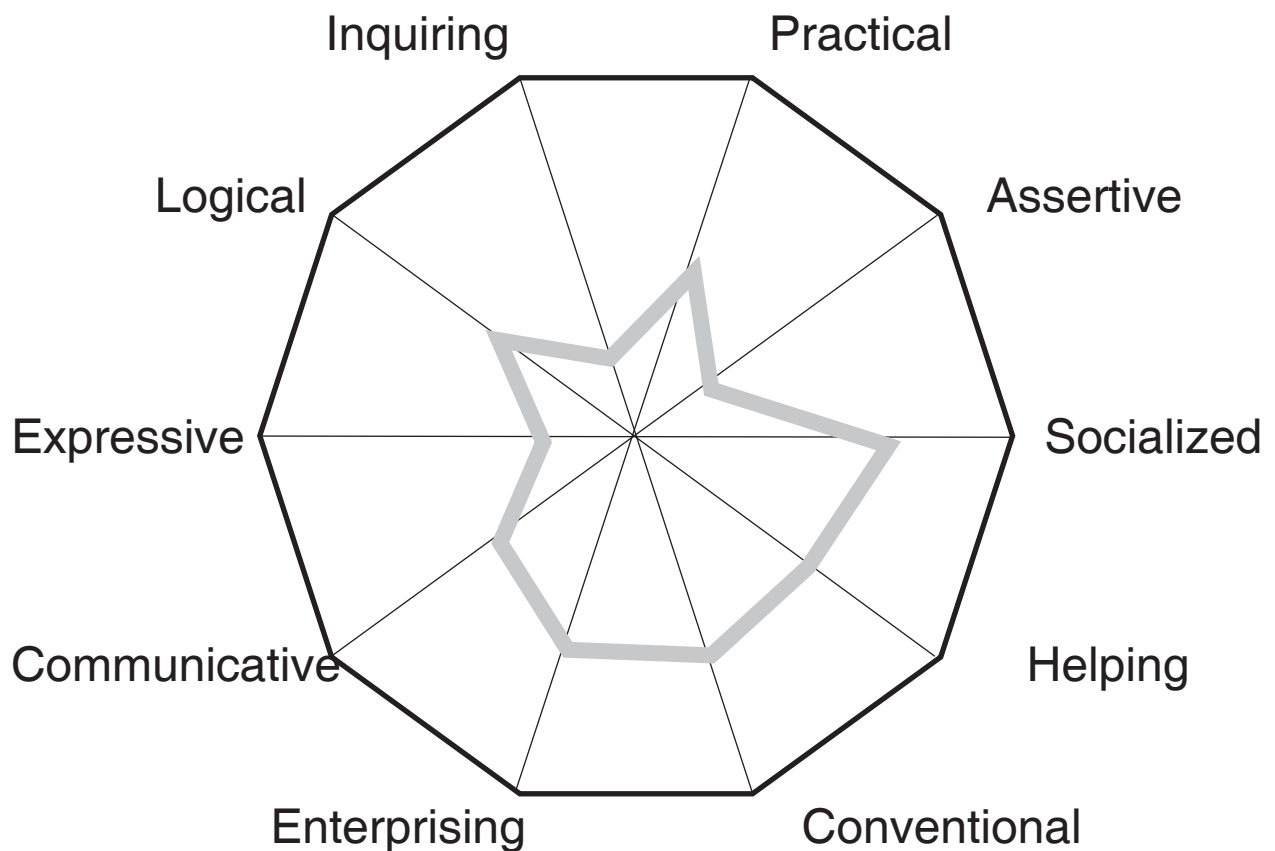 Inquiring
Practical
Logical
Assertive
Expressive
Socialized
Communicative
Helping
Enterprising
Conventional